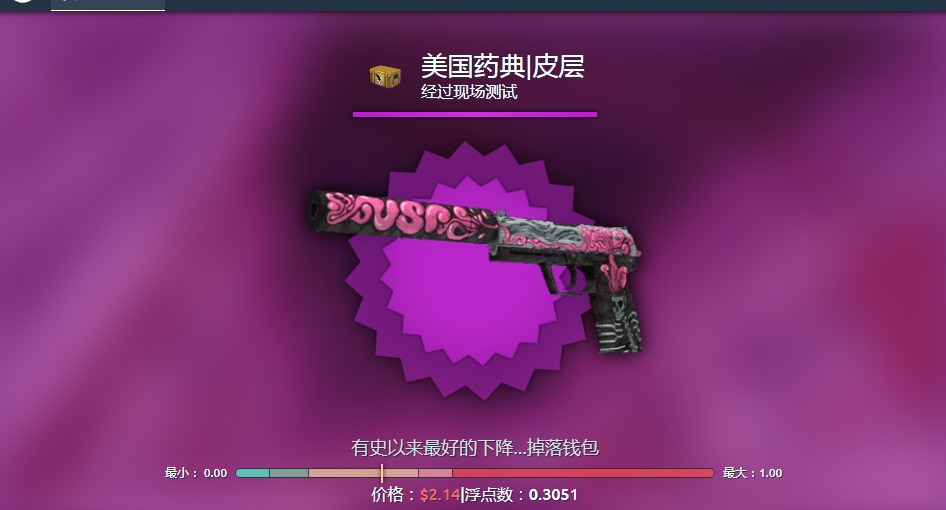 美国药典|皮层
经过现场测试
USP
有史以来最好的下降...掉落钱包
最小： 0.00
最大：1.00
价格：$2.14|浮点数：0.3051